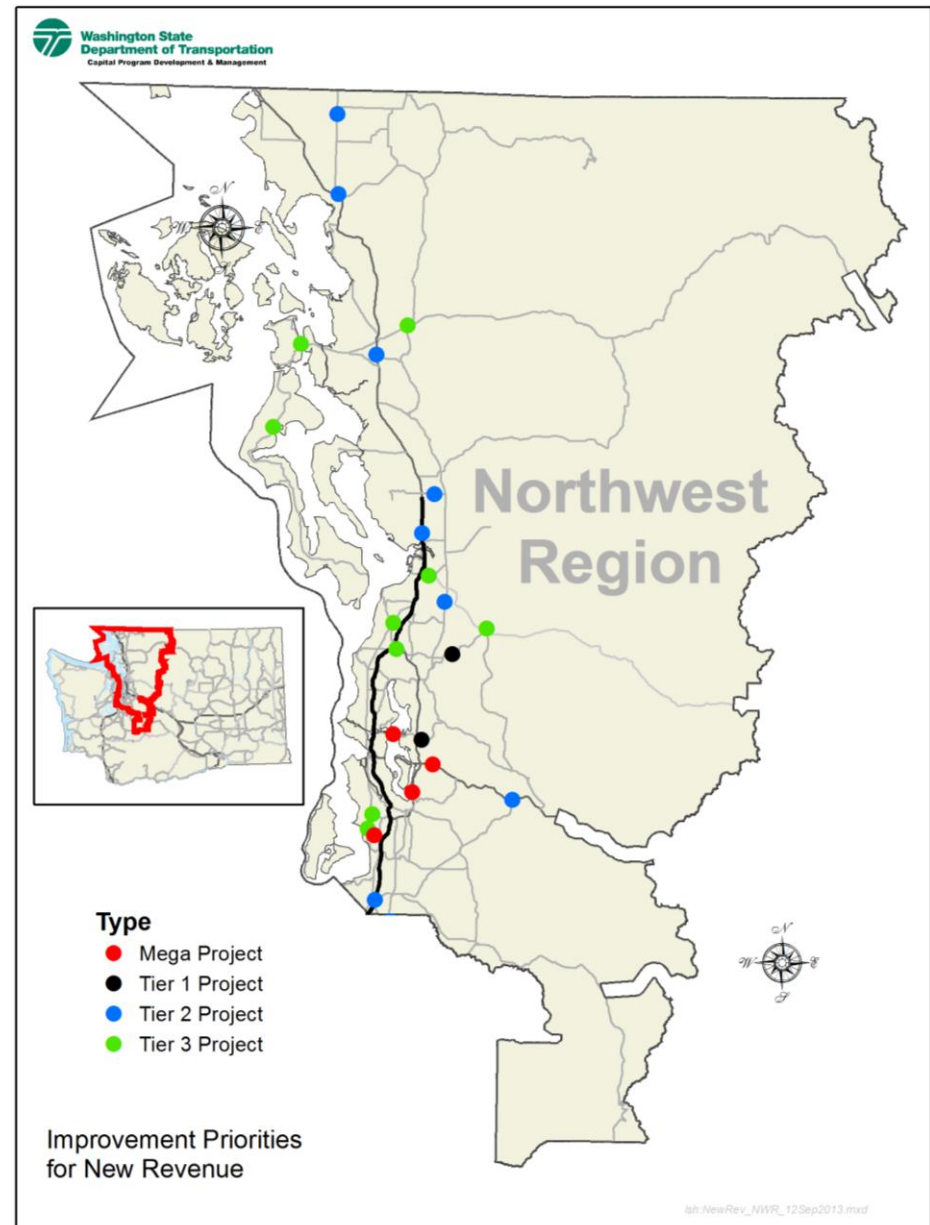 Washington State
Department of Transportation
Capital Program Development & Management
N
W E
S
Northwest
Region
Type
Mega Project
Tier 1 Project
Tier 2 Project
Tier 3 Project
N
W E
S
Improvement Priorities
for New Revenue
lsh:NewRev_NWR_12Sep2013.mxd